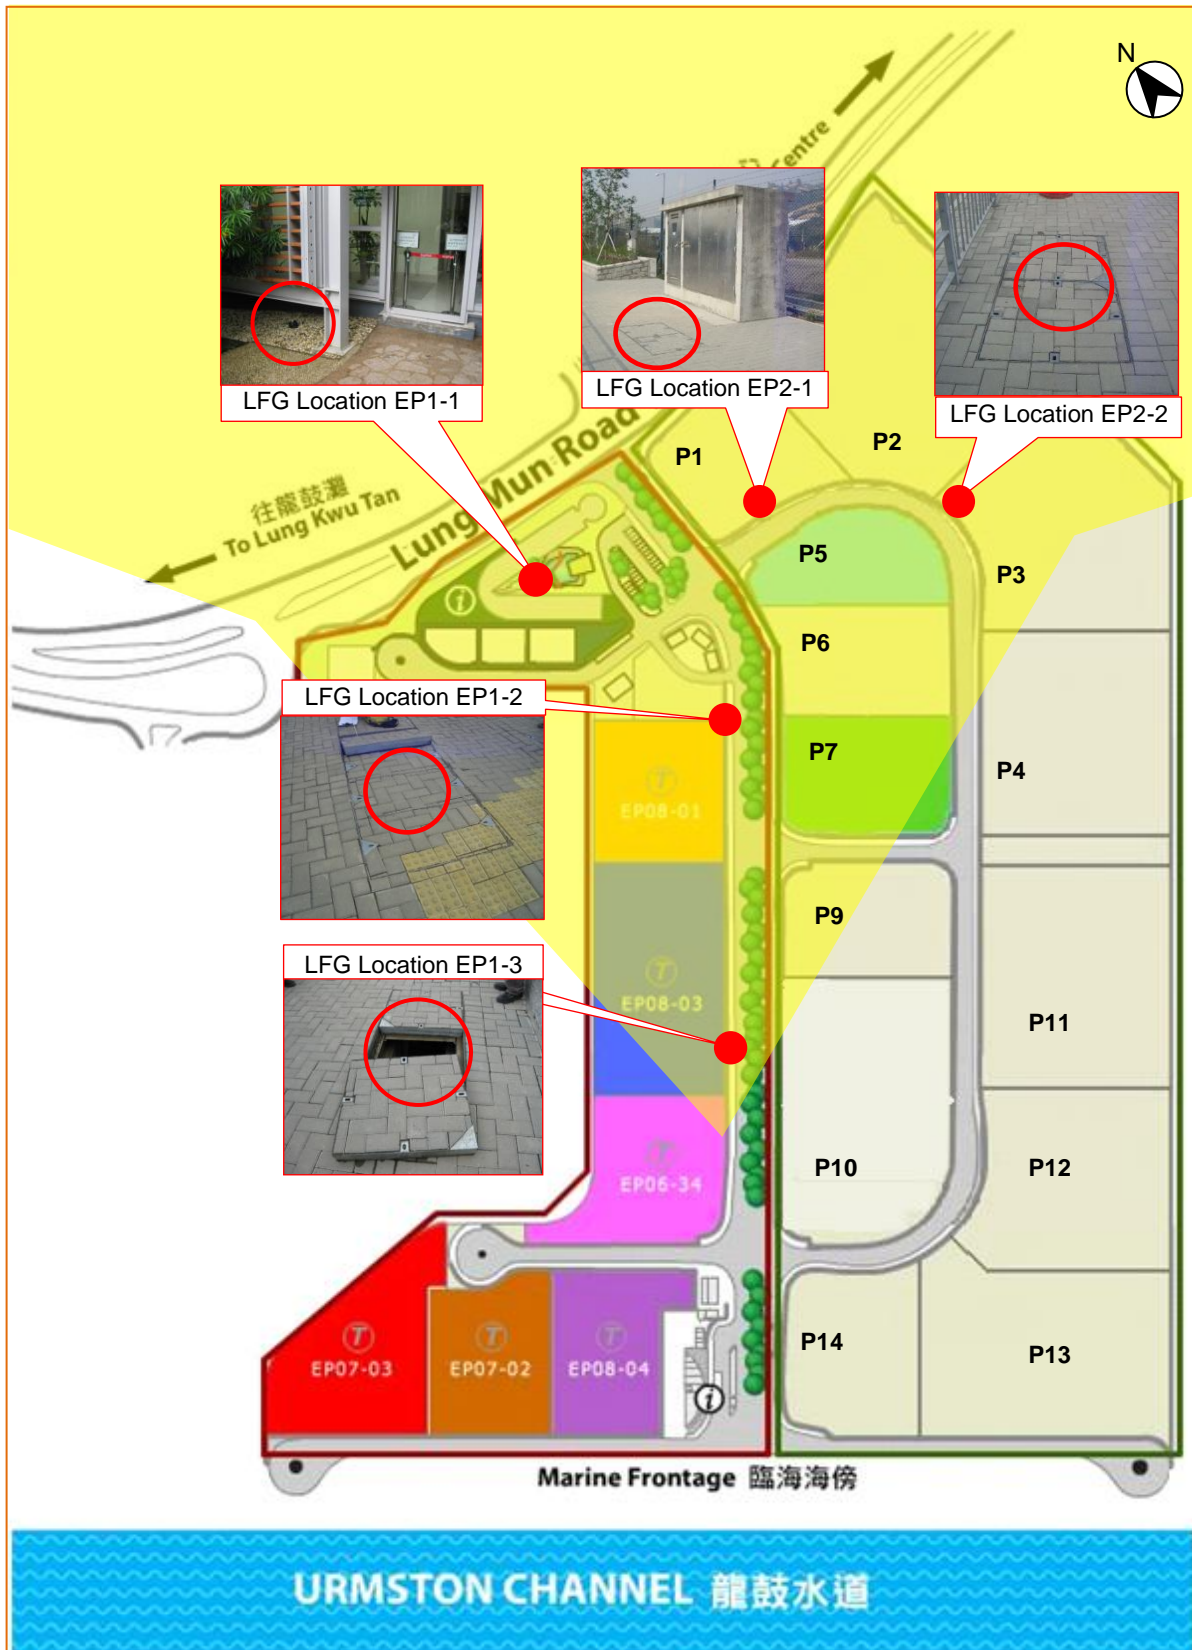 N
Centre
LFG Location EP1-1
LFG Location EP2-1
LFG Location EP2-2
P1
P2
Lung Mun Road
往龍鼓灘
To Lung Kwu Tan
P5
P3
i
P6
LFG Location EP1-2
P7
P4
T
EP08-01
P9
LFG Location EP1-3
T
EP08-03
P11
T
EP06-34
P10
P12
T
EP07-03
T
EP07-02
T
EP08-04
i
P14
P13
Marine Frontage 臨海海傍
URMSTON CHANNEL 龍鼓水道